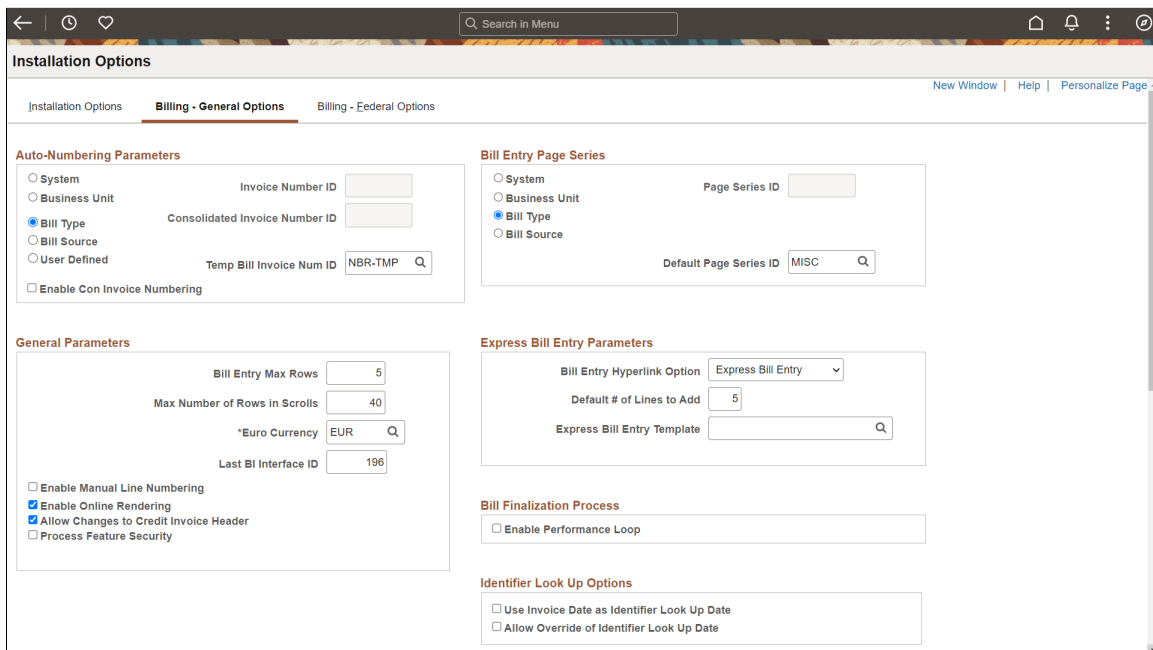 Search in Menu
Installation Options
New Window | Help | Personalize Page
Installation Options Billing - General Options Billing - Federal Options
Auto-Numbering Parameters
System
Business Unit
Bill Type
Bill Source
User Defined
Invoice Number ID
Consolidated Invoice Number ID
Temp Bill Invoice Num ID NBR-TMP
Enable Con Invoice Numbering
Bill Entry Page Series
System
Business Unit
Bill Type
Bill Source
Page Series ID
Default Page Series ID MISC
General Parameters
Bill Entry Max Rows 5
Max Number of Rows in Scrolls 40
*Euro Currency EUR
Last BI Interface ID 196
Enable Manual Line Numbering
Enable Online Rendering
Allow Changes to Credit Invoice Header
Process Feature Security
Express Bill Entry Parameters
Bill Entry Hyperlink Option Express Bill Entry
Default # of Lines to Add 5
Express Bill Entry Template
Bill Finalization Process
Enable Performance Loop
Identifier Look Up Options
Use Invoice Date as Identifier Look Up Date
Allow Override of Identifier Look Up Date